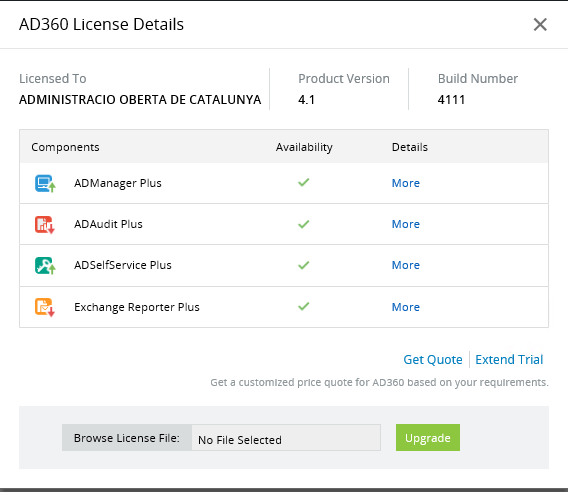 AD360 License Details
Licensed To
Product Version
Build Number
ADMINISTRACIO OBERTA DE CATALUNYA
4.1
4111
Components Availability Details
ADManager Plus More
ADAudit Plus More
ADSelfService Plus More
Exchange Reporter Plus More
Get Quote Extend Trial
Get a customized price quote for AD360 based on your requirements.
Browse License File: No File Selected Upgrade